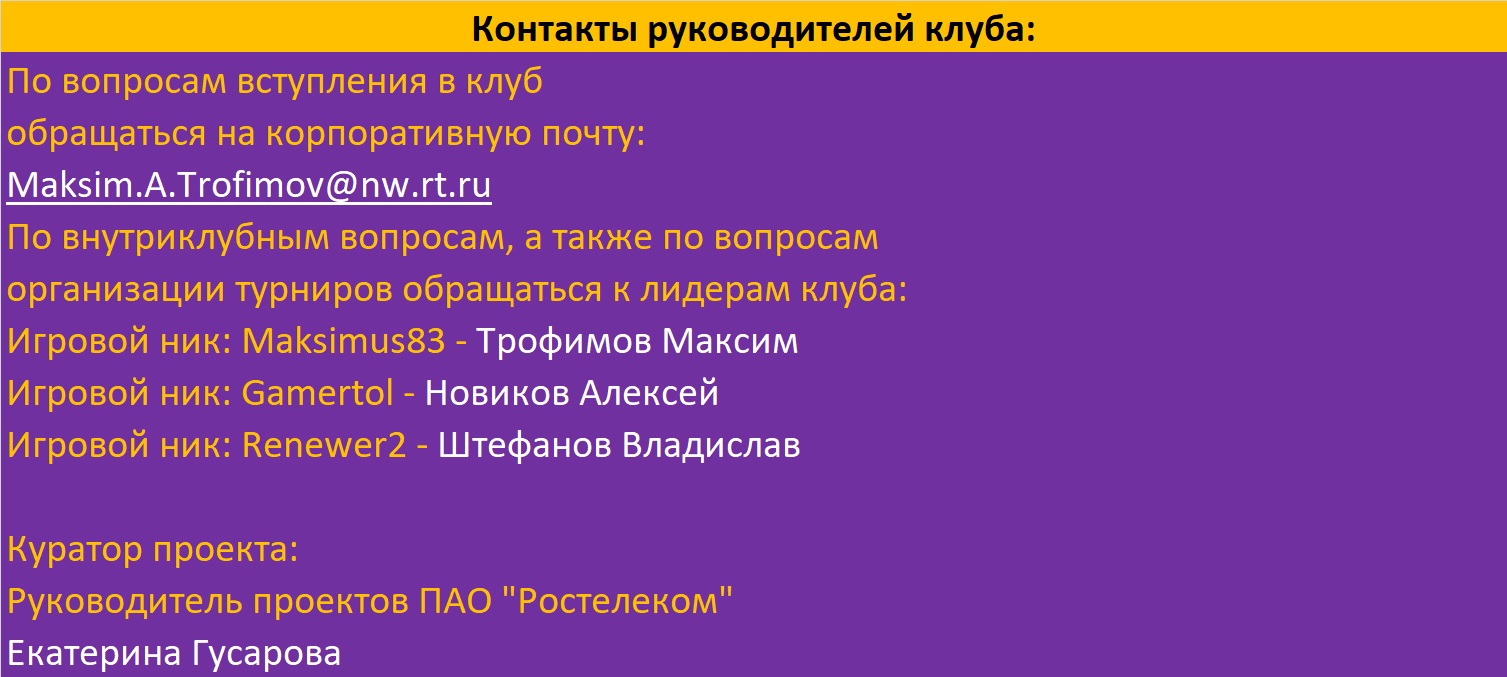 Контакты руководителей клуба:
По вопросам вступления в клуб
обращаться на корпоративную почту:
Maksim.A.Trofimov@nw.rt.ru
По внутриклубным вопросам, а также по вопросам
организации турниров обращаться к лидерам клуба:
Игровой ник: Maksimus83 - Трофимов Максим
Игровой ник: Gamertol - Новиков Алексей
Игровой ник: Renewer2 - Штефанов Владислав
Куратор проекта:
Руководитель проектов ПАО "Ростелеком"
Екатерина Гусарова